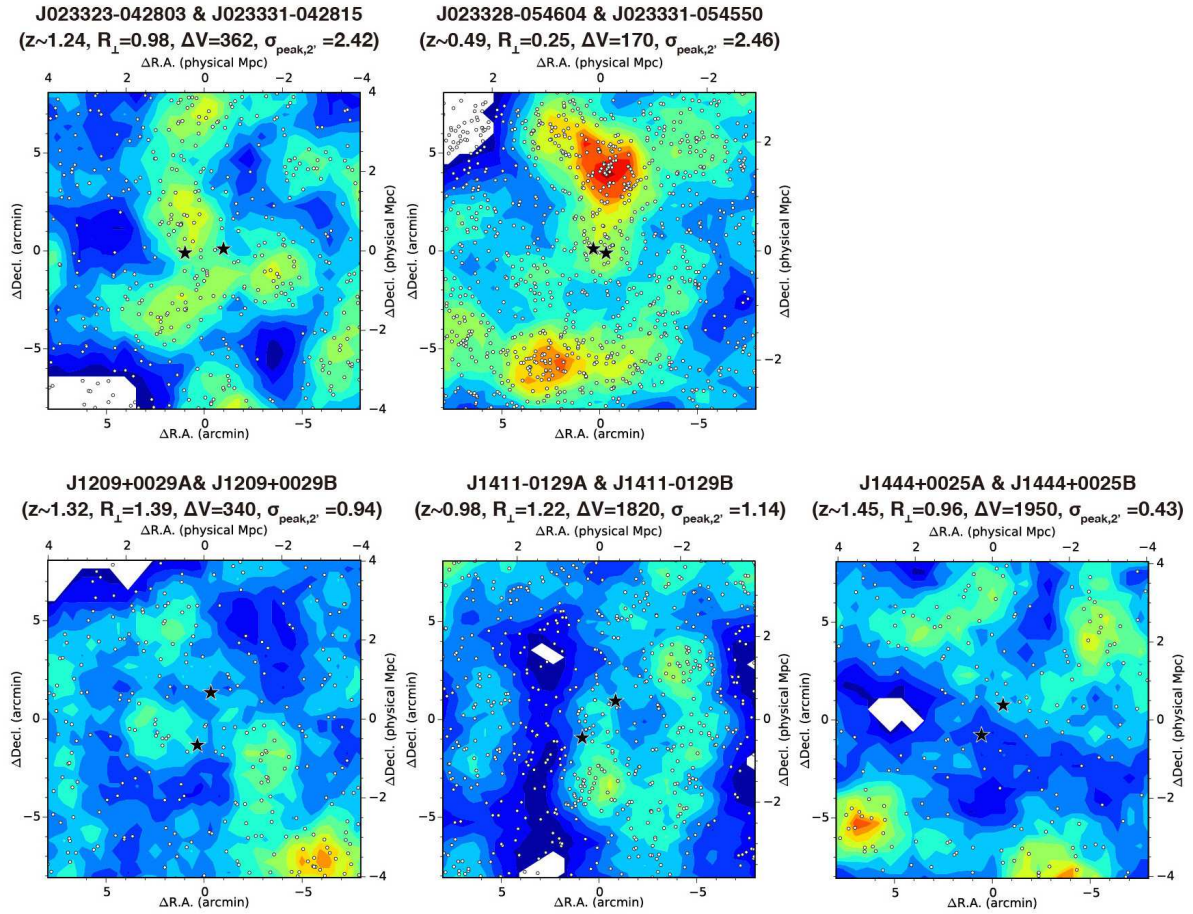 J023323-042803 & J023331-042815
(z~1.24, R⊥=0.98, ΔV=362, σpeak,2' =2.42)
ΔR.A. (physical Mpc)
4 2 0 −2 −4
ΔDecl. (arcmin)
5
0
−5
ΔDecl. (physical Mpc)
4
2
0
−2
−4
5 0 −5
ΔR.A. (arcmin)
J023328-054604 & J023331-054550
(z~0.49, R⊥=0.25, ΔV=170, σpeak,2' =2.46)
ΔR.A. (physical Mpc)
2 0 −2
ΔDecl. (arcmin)
5
0
−5
ΔDecl. (physical Mpc)
2
0
−2
5 0 −5
ΔR.A. (arcmin)
J1209+0029A& J1209+0029B
(z~1.32, R⊥=1.39, ΔV=340, σpeak,2' =0.94)
ΔR.A. (physical Mpc)
4 2 0 −2 −4
ΔDecl. (arcmin)
5
0
−5
ΔDecl. (physical Mpc)
4
2
0
−2
−4
5 0 −5
ΔR.A. (arcmin)
J1411-0129A & J1411-0129B
(z~0.98, R⊥=1.22, ΔV=1820, σpeak,2' =1.14)
ΔR.A. (physical Mpc)
2 0 −2
ΔDecl. (arcmin)
5
0
−5
ΔDecl. (physical Mpc)
2
0
−2
5 0 −5
ΔR.A. (arcmin)
J1444+0025A & J1444+0025B
(z~1.45, R⊥=0.96, ΔV=1950, σpeak,2' =0.43)
ΔR.A. (physical Mpc)
4 2 0 −2 −4
ΔDecl. (arcmin)
5
0
−5
ΔDecl. (physical Mpc)
4
2
0
−2
−4
5 0 −5
ΔR.A. (arcmin)